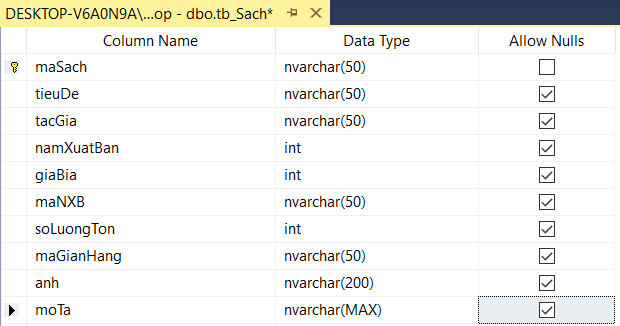 DESKTOP-V6A0N9A\...op - dbo.tb_Sach*
Column Name Data Type Allow Nulls
maSach nvarchar(50)
tieuDe nvarchar(50)
tacGia nvarchar(50)
namXuatBan int
giaBia int
maNXB nvarchar(50)
soLuongTon int
maGianHang nvarchar(50)
anh nvarchar(200)
moTa nvarchar(MAX)